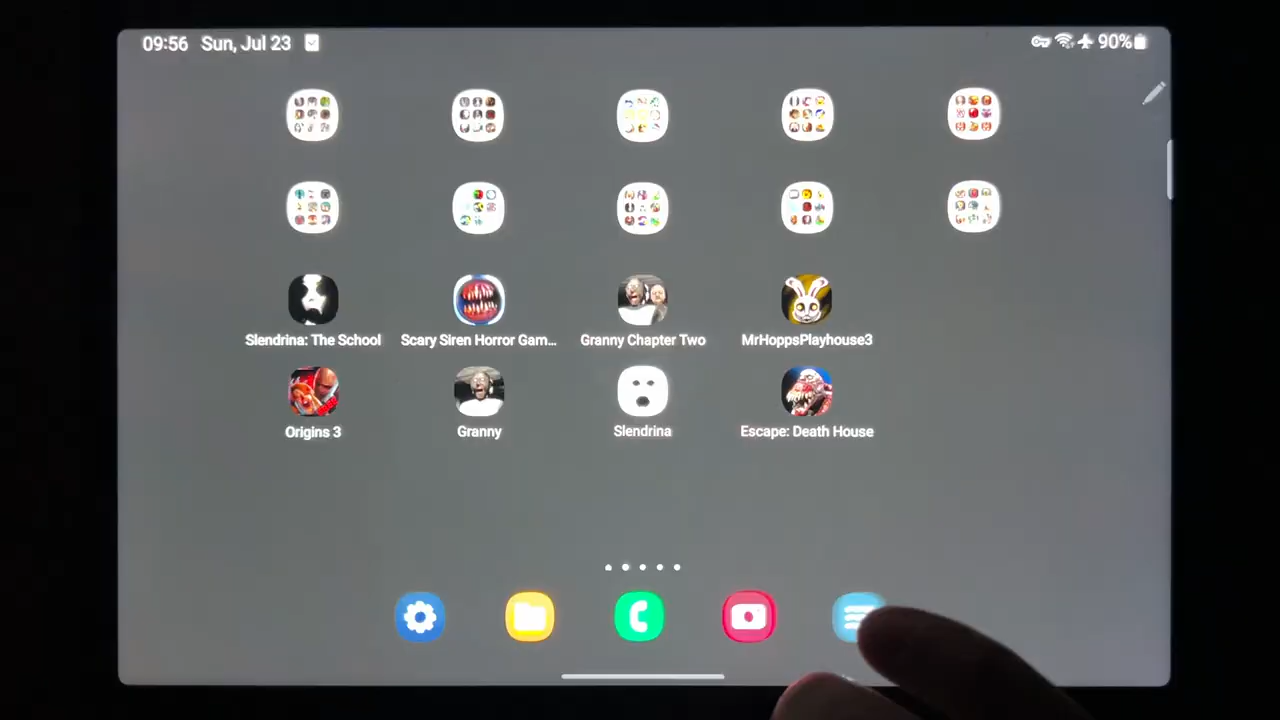 09:56 Sun, Jul 23
90%
Slendrina: The School
Scary Siren Horror Gam...
Granny Chapter Two
MrHoppsPlayhouse3
Origins 3
Granny
Slendrina
Escape: Death House